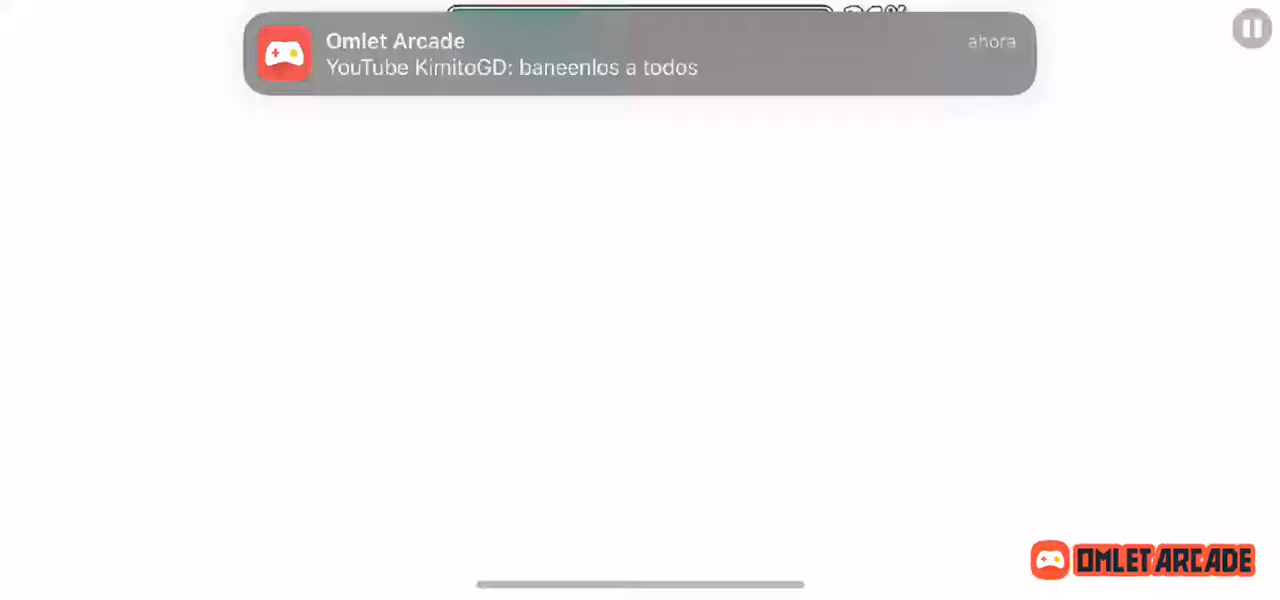 Omlet Arcade
ahora
YouTube KimitoGD: baneenlos a todos
OMLET ARCADE